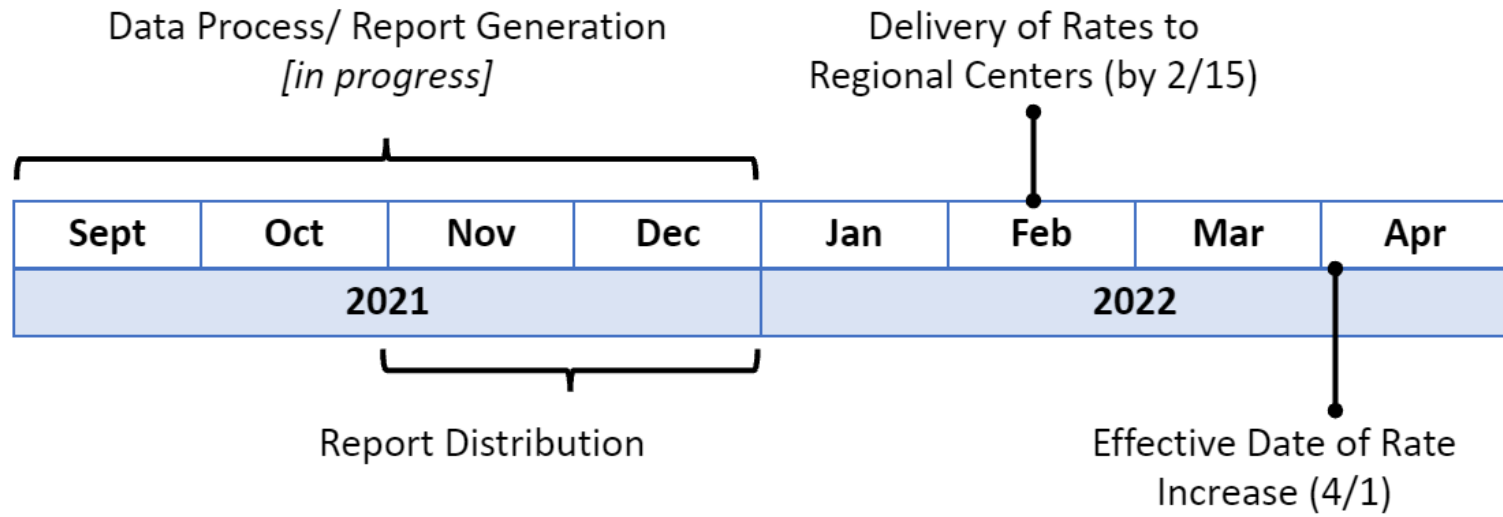 Data Process/ Report Generation
[in progress]
Delivery of Rates to
Regional Centers (by 2/15)
Sept Oct Nov Dec Jan Feb Mar Apr
2021 2022
Report Distribution
Effective Date of Rate
Increase (4/1)